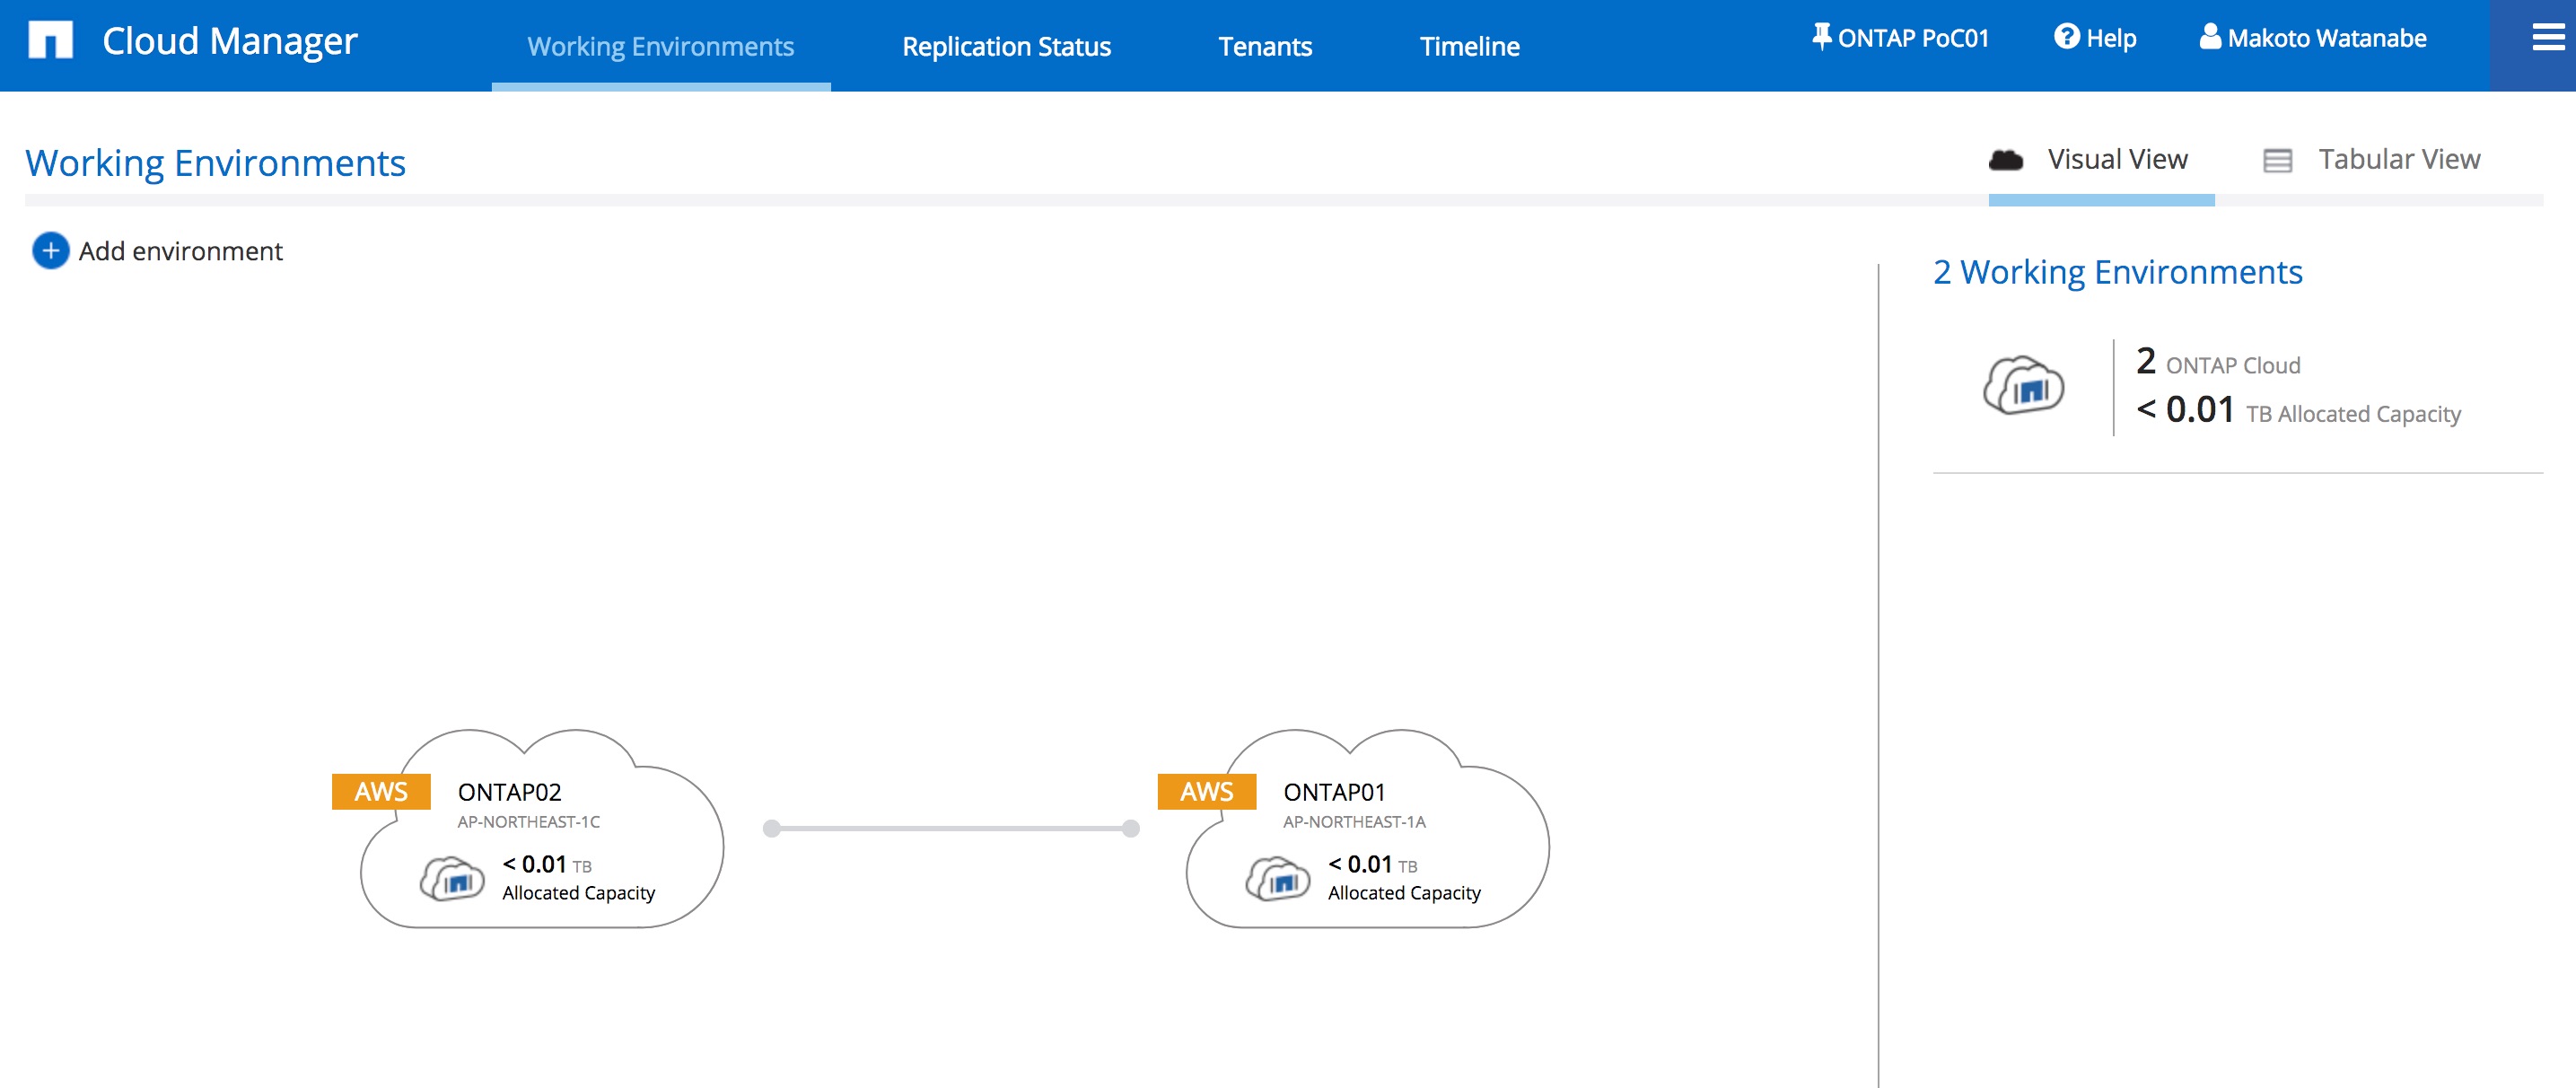 Cloud Manager
Working Environments
Replication Status
Tenants
Timeline
ONTAP PoC01
Help
Makoto Watanabe
Working Environments
Visual View
Tabular View
Add environment
2 Working Environments
2 ONTAP Cloud
< 0.01 TB Allocated Capacity
AWS
ONTAP02
AP-NORTHEAST-1C
< 0.01 TB
Allocated Capacity
AWS
ONTAP01
AP-NORTHEAST-1A
< 0.01 TB
Allocated Capacity